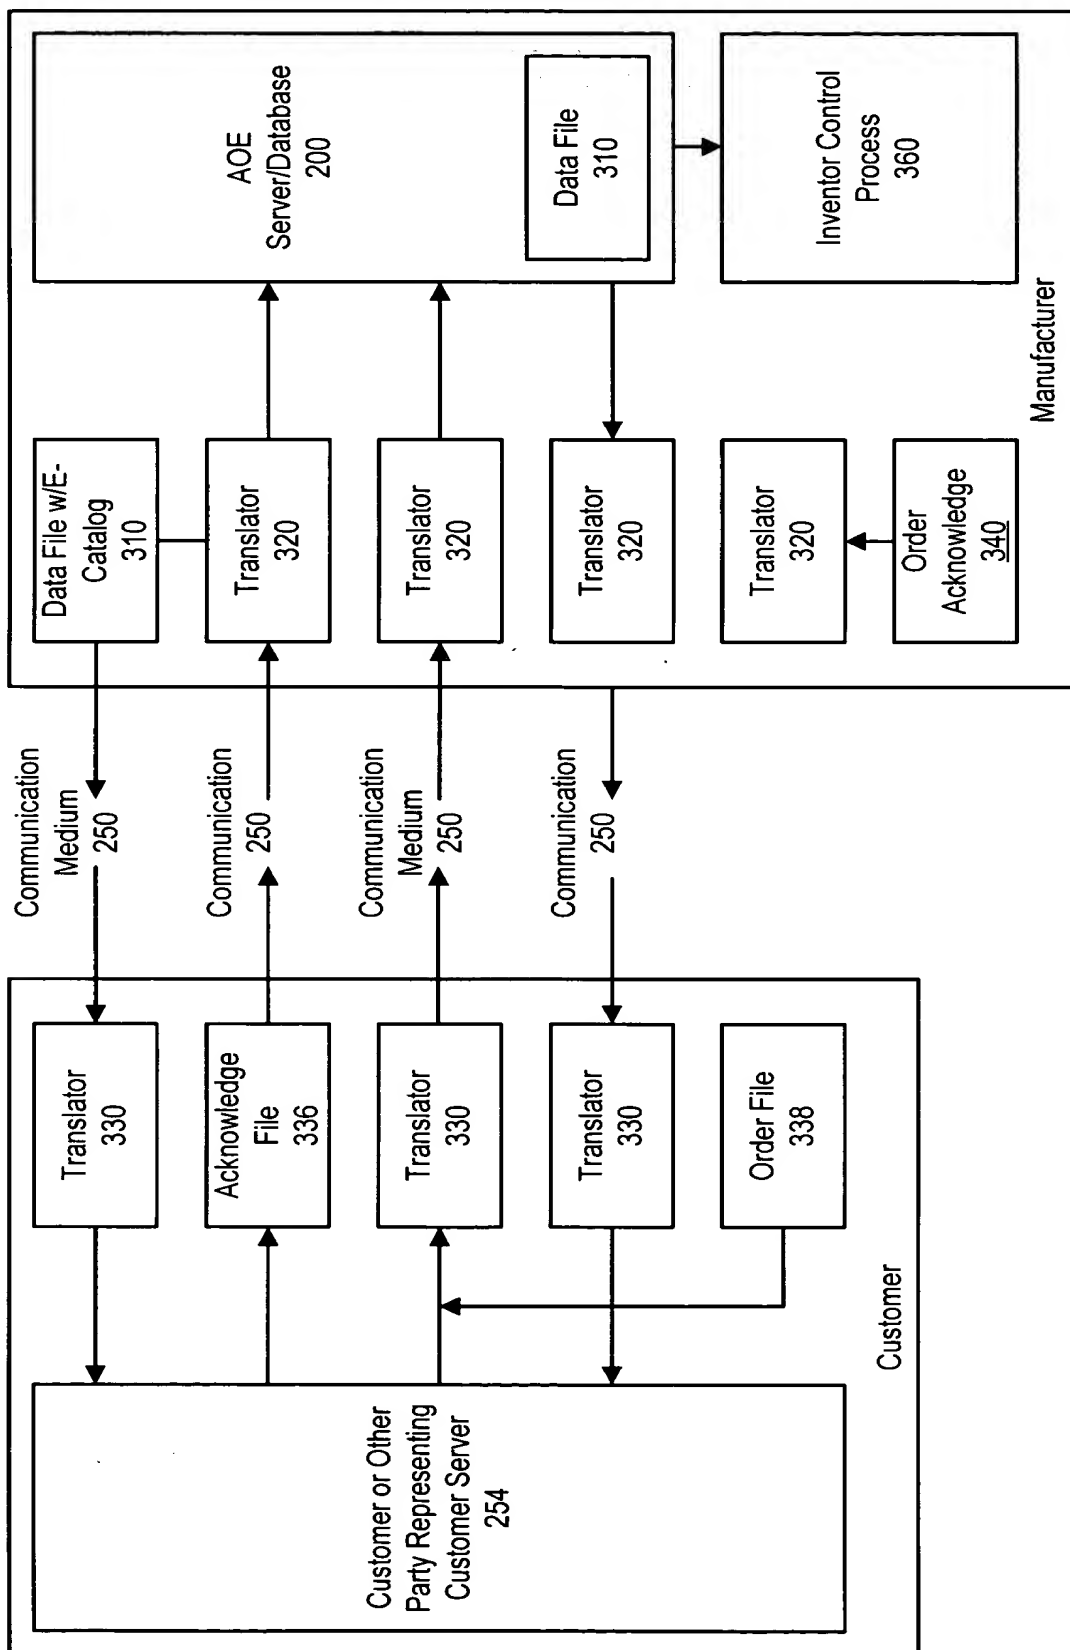 Customer or Other
Party Representing
Customer Server
254
Translator
330
Acknowledge
File
336
Translator
330
Translator
330
Order File
338
Customer
Communication
Medium
250
Communication
250
Communication
Medium
250
Communication
250
Data File w/E-
Catalog
310
Translator
320
Translator
320
Translator
320
Translator
320
Order
Acknowledge
340
AOE
Server/Database
200
Data File
310
Inventor Control
Process
360
Manufacturer